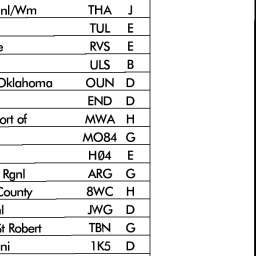 nl/Wm THA J
TUL E
e RVS E
ULS B
Oklahoma OUN D
END D
ort of MWA H
MO84 G
HØ4 E
Rgnl ARG G
County 8WC H
l JWG D
t Robert TBN G
ni 1K5 D